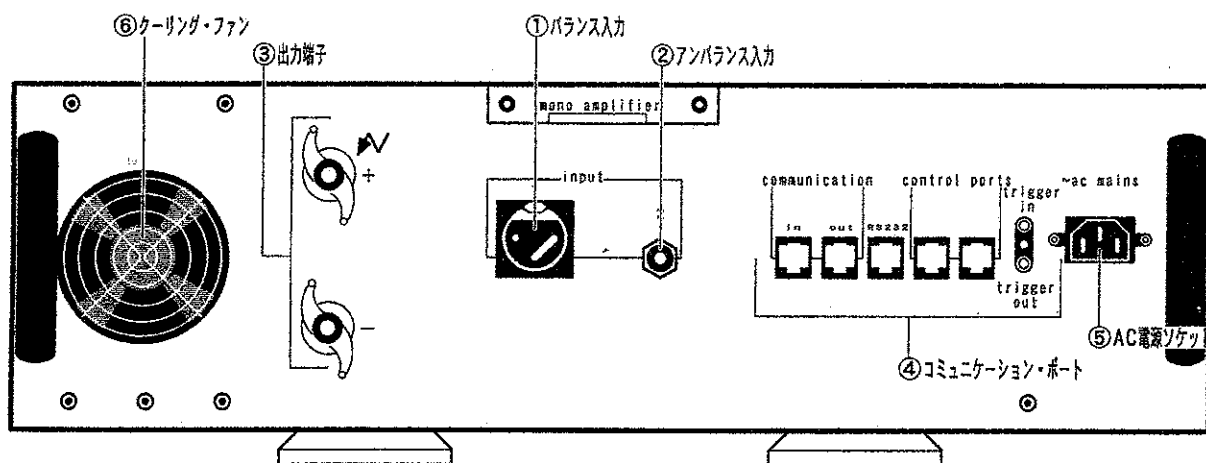 ⑥クーリング・ファン
③出力端子
①バランス入力
②アンバランス入力
mono amplifier
+
input
communication
control ports
trigger in
~ac mains
in
out
RS232
−
trigger out
⑤AC電源ソケット
④コミュニケーション・ポート